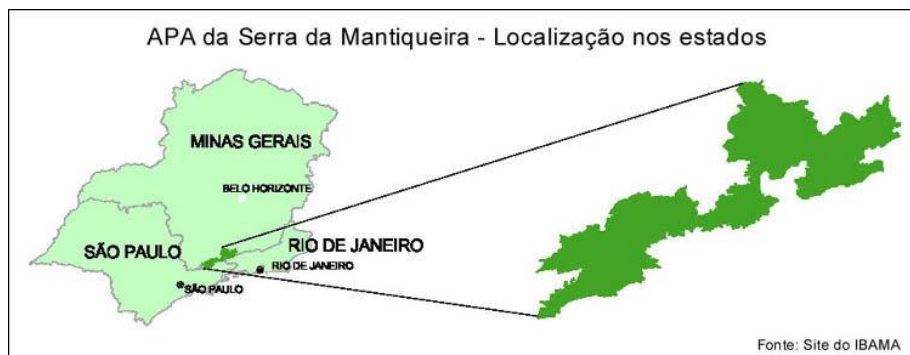 APA da Serra da Mantiqueira - Localização nos estados
MINAS GERAIS
BELO HORIZONTE
SÃO PAULO
RIO DE JANEIRO
RIO DE JANEIRO
SÃO PAULO
Fonte: Site do IBAMA